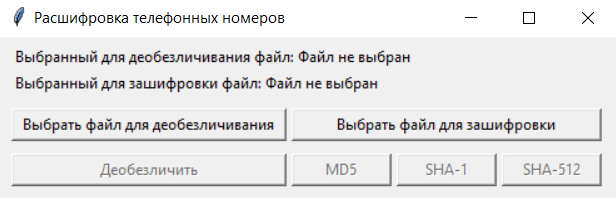 Расшифровка телефонных номеров
Выбранный для деобезличивания файл: Файл не выбран
Выбранный для зашифровки файл: Файл не выбран
Выбрать файл для деобезличивания Выбрать файл для зашифровки
Деобезличить MD5 SHA-1 SHA-512